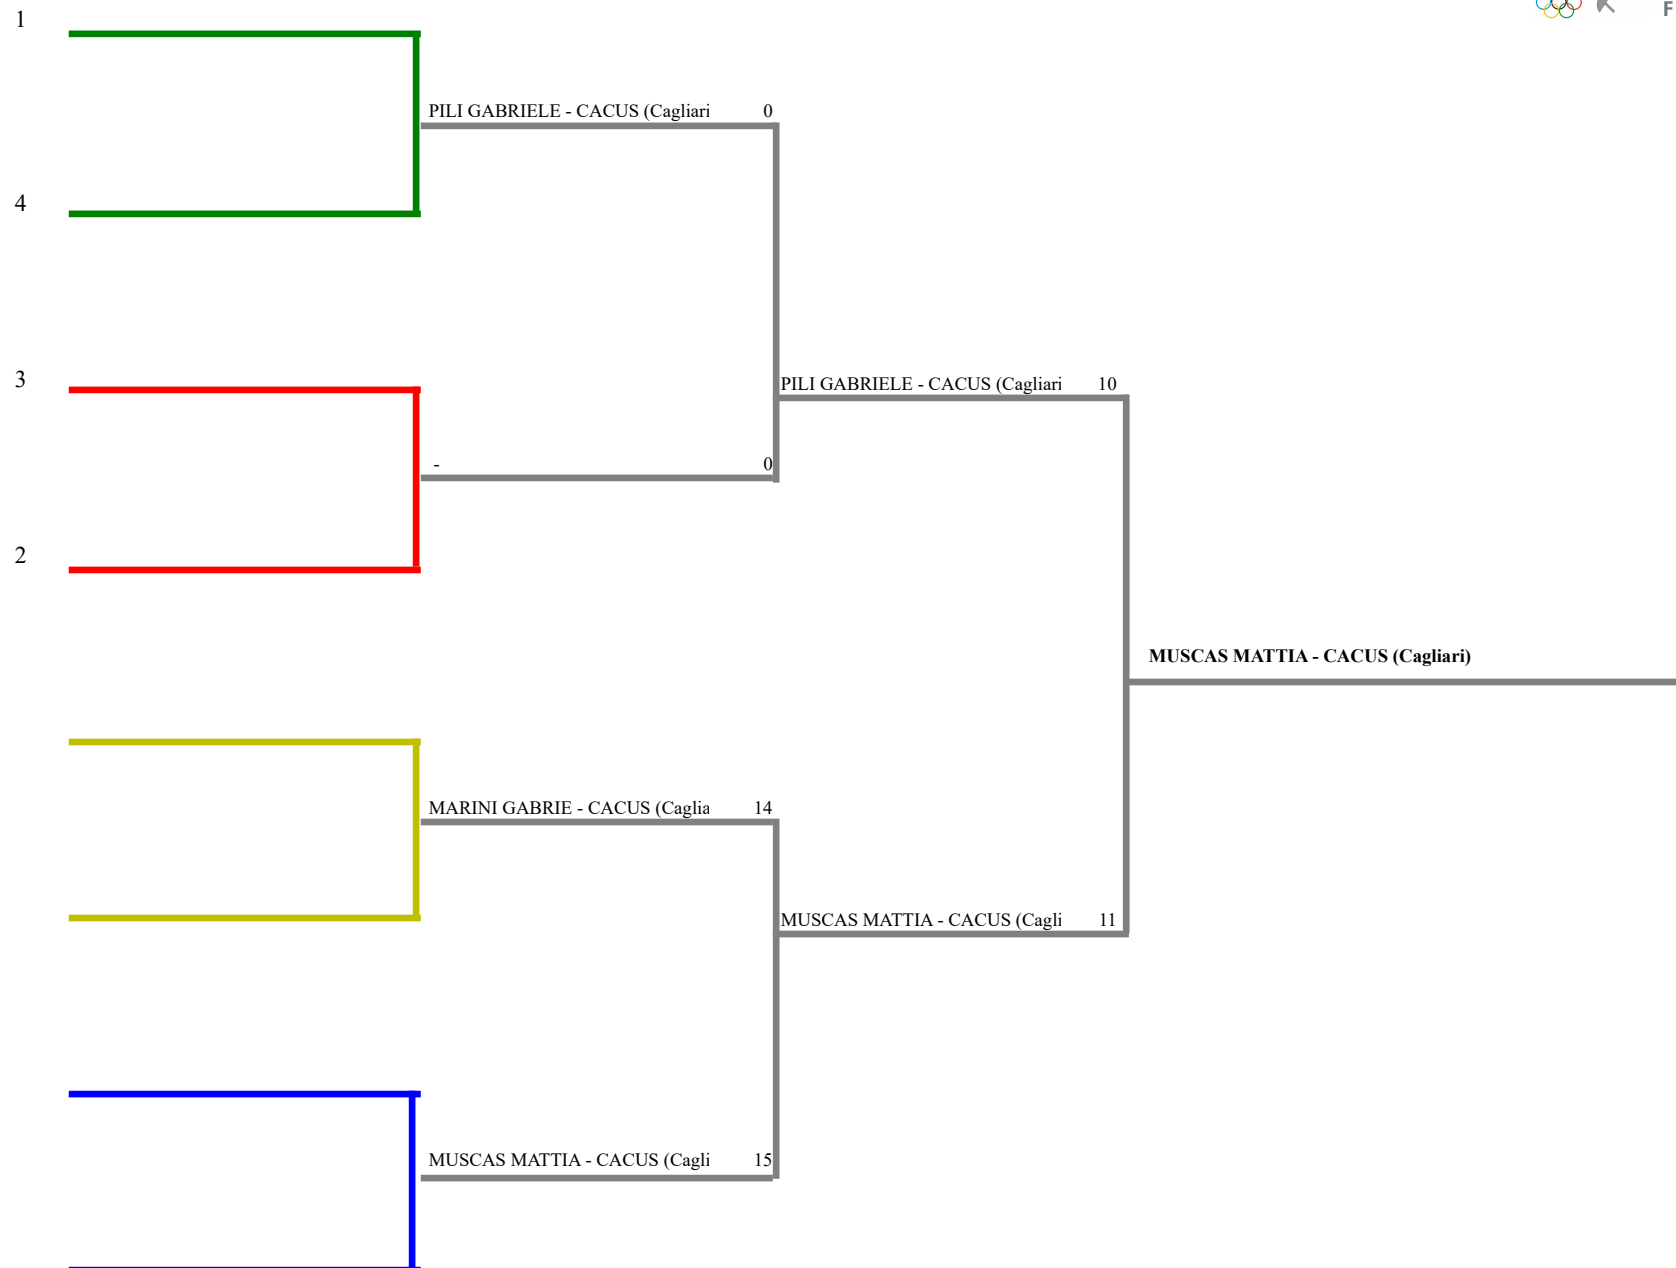 1
F
PILI GABRIELE - CACUS (Cagliari 0
4
3
PILI GABRIELE - CACUS (Cagliari 10
- 0
2
MUSCAS MATTIA - CACUS (Cagliari)
MARINI GABRIE - CACUS (Caglia 14
MUSCAS MATTIA - CACUS (Cagli 11
MUSCAS MATTIA - CACUS (Cagli 15